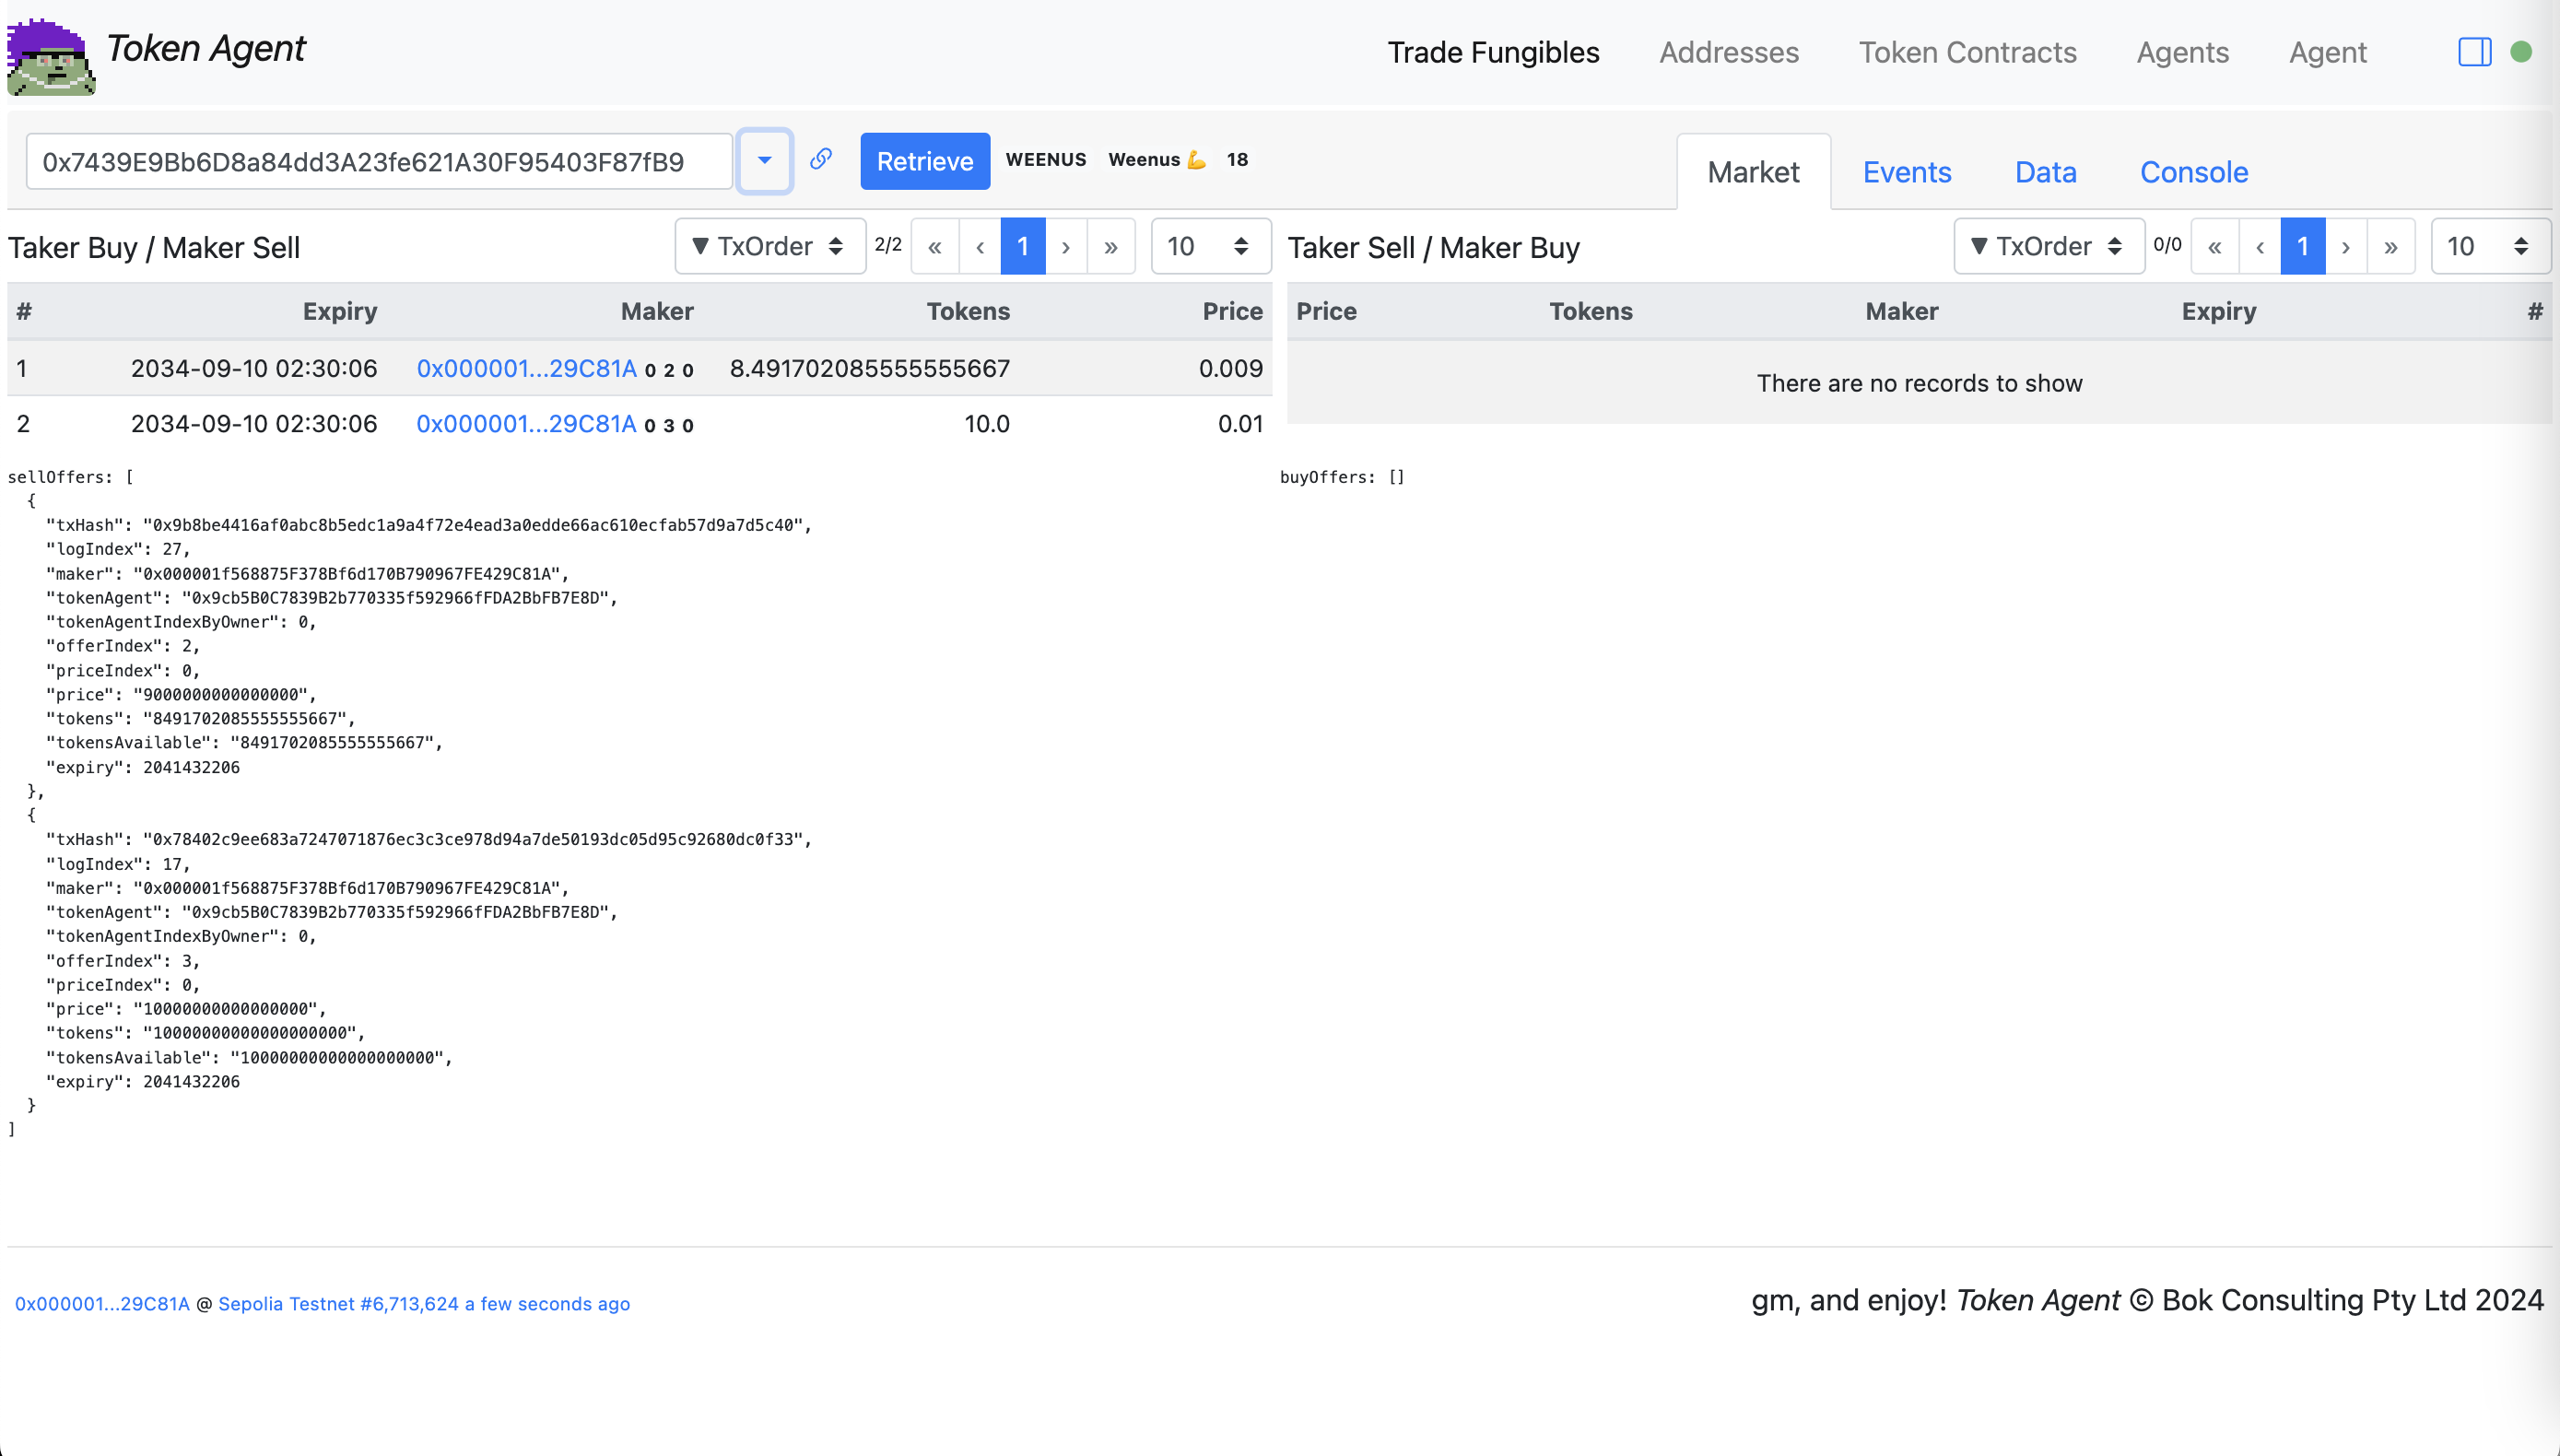 Token Agent
Trade Fungibles Addresses Token Contracts Agents Agent
0x7439E9Bb6D8a84dd3A23fe621A30F95403F87fB9 Retrieve WEENUS Weenus 💪 18
Market Events Data Console
Taker Buy / Maker Sell ▼ TxOrder 2/2 « ‹ 1 › » 10
Taker Sell / Maker Buy ▼ TxOrder 0/0 « ‹ 1 › » 10
# Expiry Maker Tokens Price
1 2034-09-10 02:30:06 0x000001...29C81A 0 2 0 8.491702085555555667 0.009
2 2034-09-10 02:30:06 0x000001...29C81A 0 3 0 10.0 0.01
Price Tokens Maker Expiry #
There are no records to show
sellOffers: [
  {
    "txHash": "0x9b8be4416af0abc8b5edc1a9a4f72e4ead3a0edde66ac610ecfab57d9a7d5c40",
    "logIndex": 27,
    "maker": "0x000001f568875F378Bf6d170B790967FE429C81A",
    "tokenAgent": "0x9cb5B0C7839B2b770335f592966fFDA2BbFB7E8D",
    "tokenAgentIndexByOwner": 0,
    "offerIndex": 2,
    "priceIndex": 0,
    "price": "9000000000000000",
    "tokens": "8491702085555555667",
    "tokensAvailable": "8491702085555555667",
    "expiry": 2041432206
  },
  {
    "txHash": "0x78402c9ee683a7247071876ec3c3ce978d94a7de50193dc05d95c92680dc0f33",
    "logIndex": 17,
    "maker": "0x000001f568875F378Bf6d170B790967FE429C81A",
    "tokenAgent": "0x9cb5B0C7839B2b770335f592966fFDA2BbFB7E8D",
    "tokenAgentIndexByOwner": 0,
    "offerIndex": 3,
    "priceIndex": 0,
    "price": "10000000000000000",
    "tokens": "10000000000000000000",
    "tokensAvailable": "10000000000000000000",
    "expiry": 2041432206
  }
]
buyOffers: []
0x000001...29C81A @ Sepolia Testnet #6,713,624 a few seconds ago
gm, and enjoy! Token Agent © Bok Consulting Pty Ltd 2024